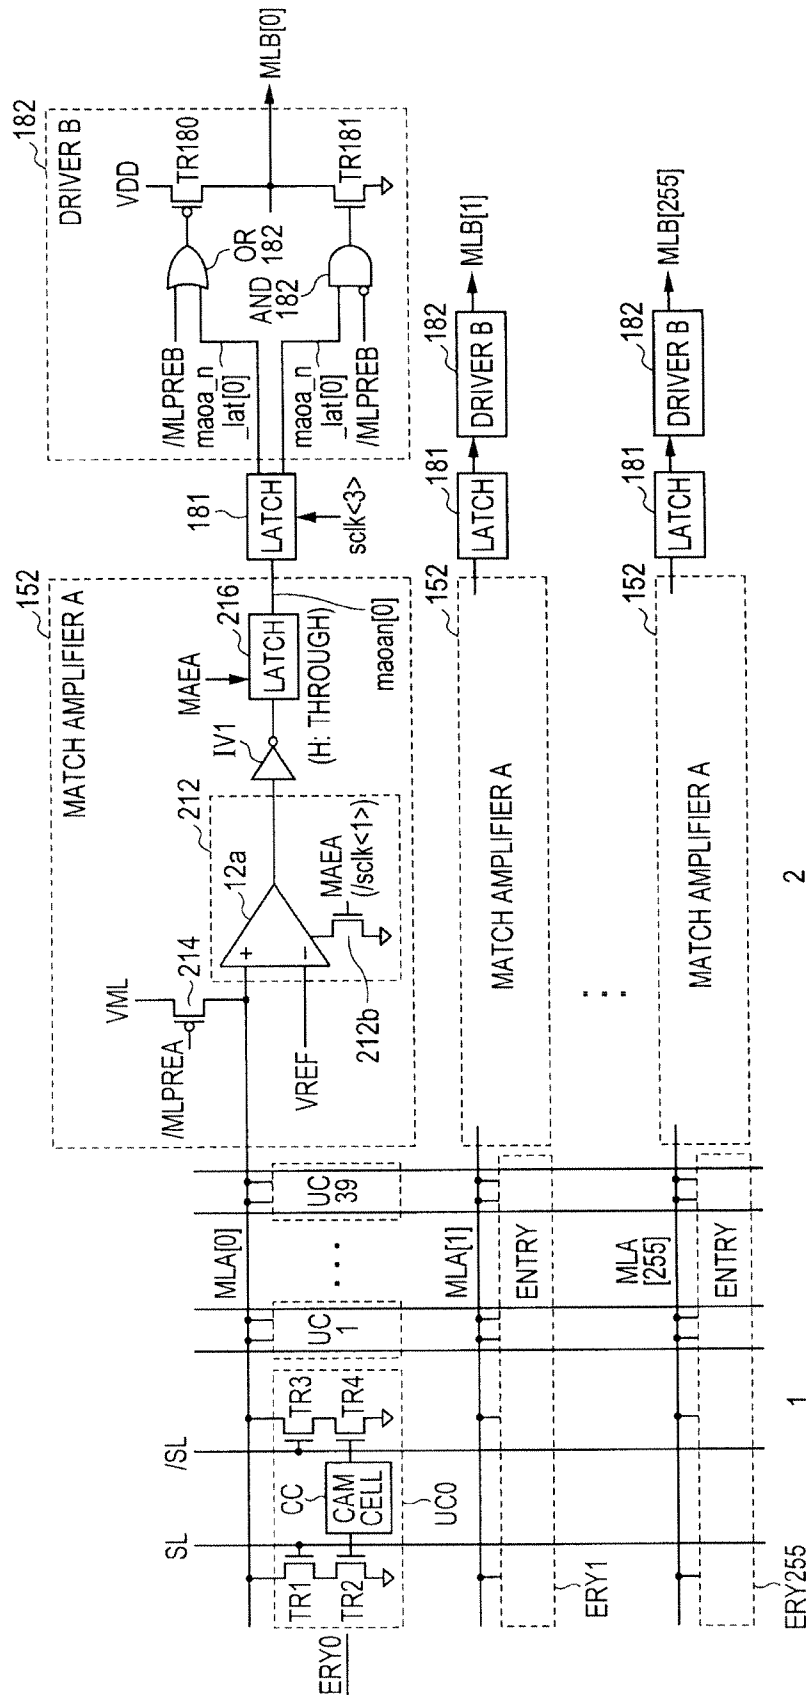 182
DRIVER B
VDD
TR180
OR
182
MLB[0]
/MLPREB
maoa_n
_lat[0]
AND
182
TR181
maoa_n
_lat[0]
/MLPREB
181
LATCH
sclk<3>
152
MATCH AMPLIFIER A
MAEA
216
LATCH
(H: THROUGH)
maoan[0]
IV1
212
12a
+
−
MAEA
(/sclk<1>)
212b
VML
214
/MLPREA
VREF
MLA[0]
UC
39
. . .
UC
1
/SL
SL
TR3
TR4
CC
CAM
CELL
UC0
TR1
TR2
ERY0
MLB[1]
182
DRIVER B
181
LATCH
152
MATCH AMPLIFIER A
MLA[1]
ENTRY
ERY1
. . .
MLB[255]
182
DRIVER B
181
LATCH
152
MATCH AMPLIFIER A
MLA
[255]
ENTRY
ERY255
1
2